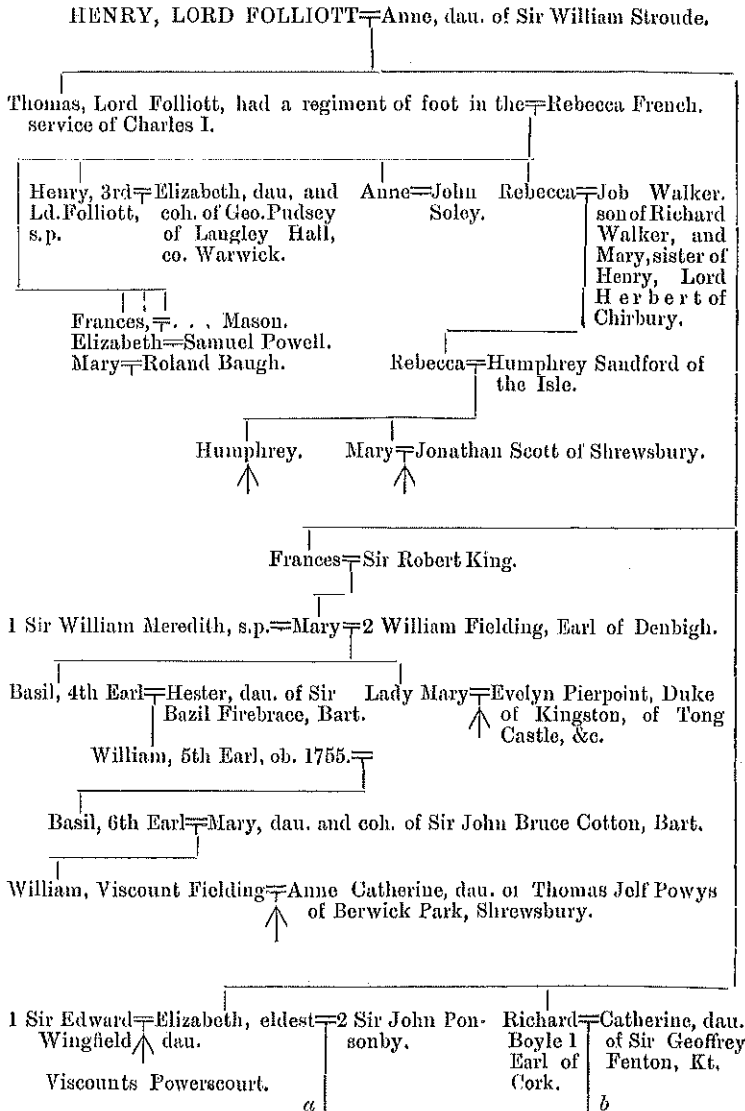 HENRY, LORD FOLLIOTT=Anne, dau. of Sir William Stroude.
Thomas, Lord Folliott, had a regiment of foot in the=Rebecca French.
service of Charles I.
Henry, 3rd=Elizabeth, dau. and
Ld. Folliott, coh. of Geo. Pudsey
s.p. of Langley Hall,
co. Warwick.
Anne=John
Soley.
Rebecca=Job Walker.
son of Richard
Walker, and
Mary, sister of
Henry, Lord
Herbert of
Chirbury.
Frances,=. . . Mason.
Elizabeth=Samuel Powell.
Mary=Roland Baugh.
Rebecca=Humphrey Sandford of
the Isle.
Humphrey. Mary=Jonathan Scott of Shrewsbury.
Frances=Sir Robert King.
1 Sir William Meredith, s.p.=Mary=2 William Fielding, Earl of Denbigh.
Basil, 4th Earl=Hester, dau. of Sir
Bazil Firebrace, Bart.
Lady Mary=Evelyn Pierpoint, Duke
of Kingston, of Tong
Castle, &c.
William, 5th Earl, ob. 1755.=
Basil, 6th Earl=Mary, dau. and coh. of Sir John Bruce Cotton, Bart.
William, Viscount Fielding=Anne Catherine, dau. of Thomas Jelf Powys
of Berwick Park, Shrewsbury.
1 Sir Edward=Elizabeth, eldest=2 Sir John Pon-
Wingfield dau. sonby.
Viscounts Powerscourt.
a
Richard=Catherine, dau.
Boyle 1 of Sir Geoffrey
Earl of Fenton, Kt.
Cork.
b